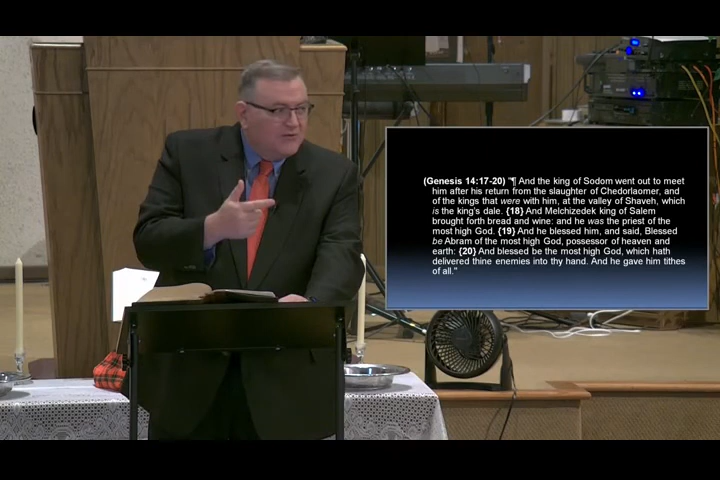 (Genesis 14:17-20) "¶ And the king of Sodom went out to meet
him after his return from the slaughter of Chedorlaomer, and
of the kings that were with him, at the valley of Shaveh, which
is the king's dale. {18} And Melchizedek king of Salem
brought forth bread and wine: and he was the priest of the
most high God. {19} And he blessed him, and said, Blessed
be Abram of the most high God, possessor of heaven and
earth: {20} And blessed be the most high God, which hath
delivered thine enemies into thy hand. And he gave him tithes
of all."